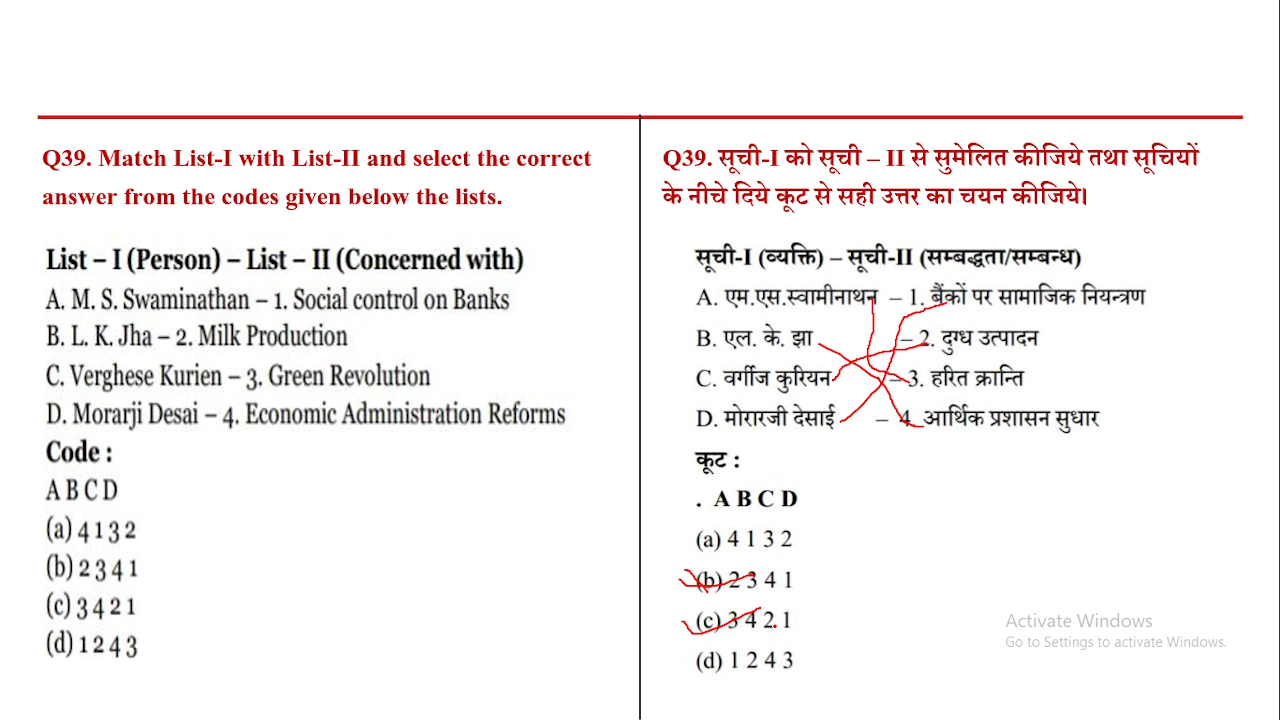 Q39. Match List-I with List-II and select the correct
answer from the codes given below the lists.
List – I (Person) – List – II (Concerned with)
A. M. S. Swaminathan – 1. Social control on Banks
B. L. K. Jha – 2. Milk Production
C. Verghese Kurien – 3. Green Revolution
D. Morarji Desai – 4. Economic Administration Reforms
Code :
A B C D
(a) 4 1 3 2
(b) 2 3 4 1
(c) 3 4 2 1
(d) 1 2 4 3
Q39. सूची-I को सूची – II से सुमेलित कीजिये तथा सूचियों
के नीचे दिये कूट से सही उत्तर का चयन कीजिये।
सूची-I (व्यक्ति) – सूची-II (सम्बद्धता/सम्बन्ध)
A. एम.एस.स्वामीनाथन – 1. बैंकों पर सामाजिक नियन्त्रण
B. एल. के. झा – 2. दुग्ध उत्पादन
C. वर्गीज कुरियन – 3. हरित क्रान्ति
D. मोरारजी देसाई – 4. आर्थिक प्रशासन सुधार
कूट :
. A B C D
(a) 4 1 3 2
(b) 2 3 4 1
(c) 3 4 2 1
(d) 1 2 4 3
Activate Windows
Go to Settings to activate Windows.